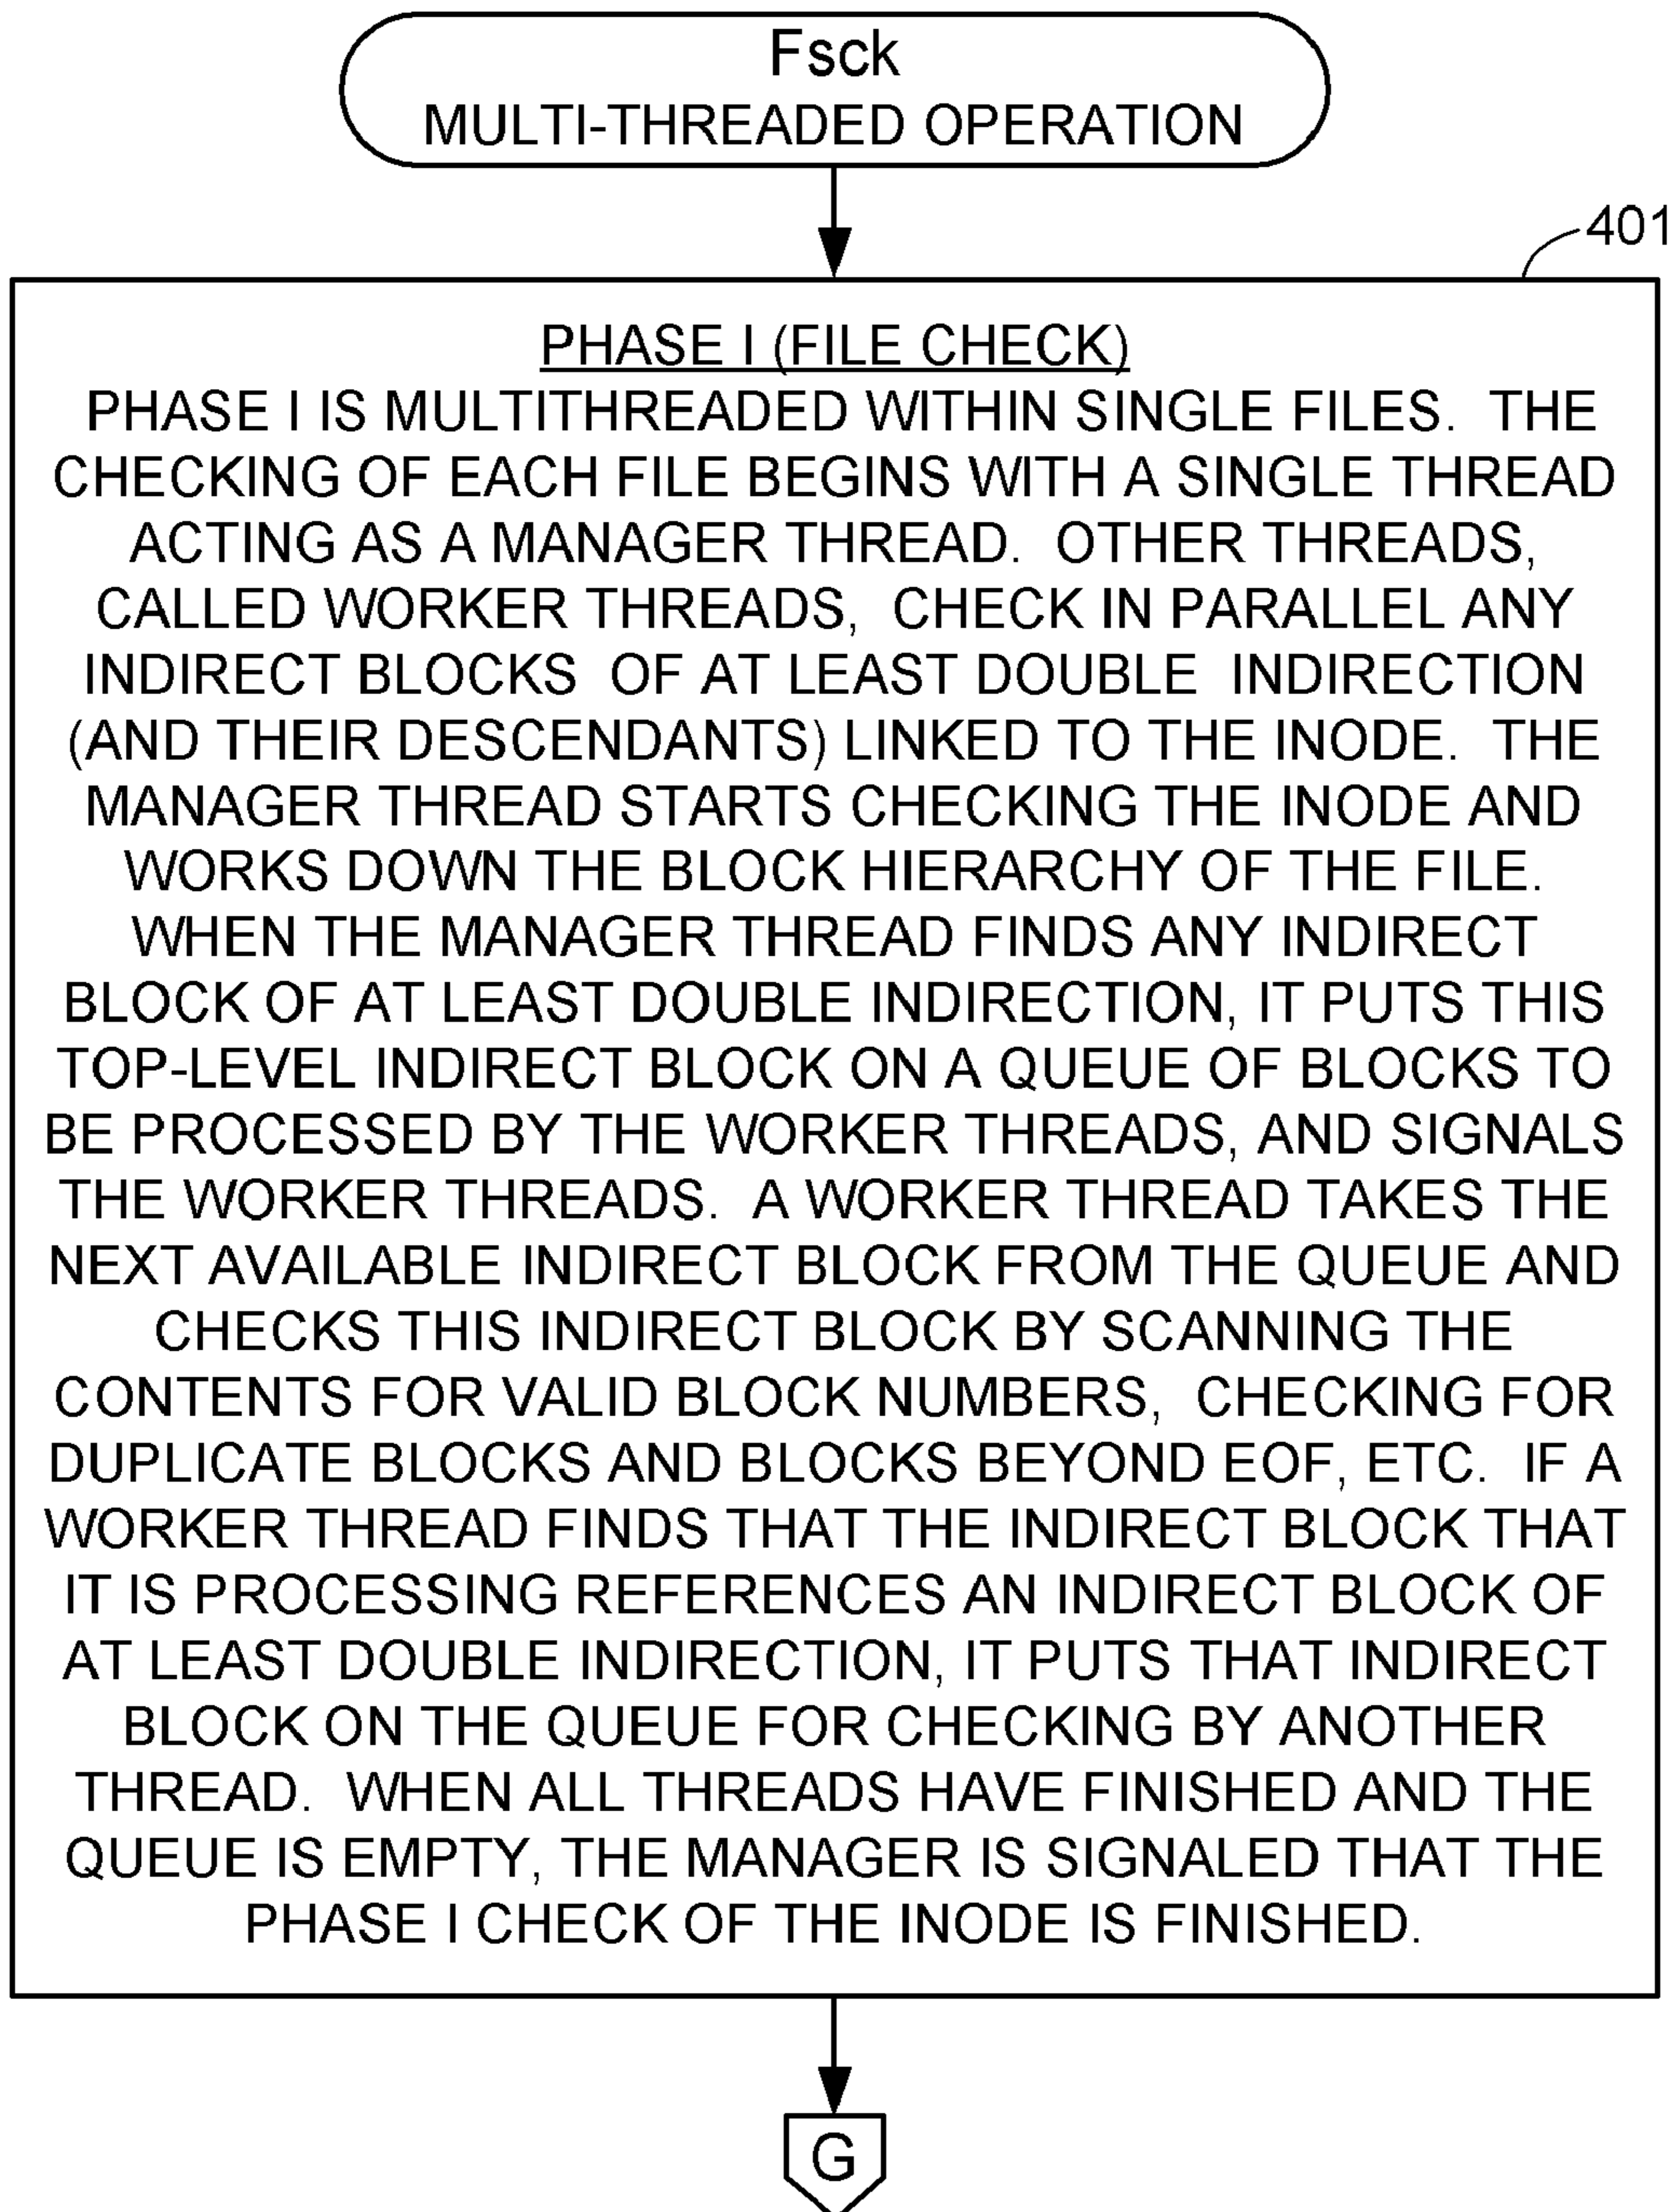 Fsck
MULTI-THREADED OPERATION
401
PHASE I (FILE CHECK)
PHASE I IS MULTITHREADED WITHIN SINGLE FILES. THE
CHECKING OF EACH FILE BEGINS WITH A SINGLE THREAD
ACTING AS A MANAGER THREAD. OTHER THREADS,
CALLED WORKER THREADS, CHECK IN PARALLEL ANY
INDIRECT BLOCKS OF AT LEAST DOUBLE INDIRECTION
(AND THEIR DESCENDANTS) LINKED TO THE INODE. THE
MANAGER THREAD STARTS CHECKING THE INODE AND
WORKS DOWN THE BLOCK HIERARCHY OF THE FILE.
WHEN THE MANAGER THREAD FINDS ANY INDIRECT
BLOCK OF AT LEAST DOUBLE INDIRECTION, IT PUTS THIS
TOP-LEVEL INDIRECT BLOCK ON A QUEUE OF BLOCKS TO
BE PROCESSED BY THE WORKER THREADS, AND SIGNALS
THE WORKER THREADS. A WORKER THREAD TAKES THE
NEXT AVAILABLE INDIRECT BLOCK FROM THE QUEUE AND
CHECKS THIS INDIRECT BLOCK BY SCANNING THE
CONTENTS FOR VALID BLOCK NUMBERS, CHECKING FOR
DUPLICATE BLOCKS AND BLOCKS BEYOND EOF, ETC. IF A
WORKER THREAD FINDS THAT THE INDIRECT BLOCK THAT
IT IS PROCESSING REFERENCES AN INDIRECT BLOCK OF
AT LEAST DOUBLE INDIRECTION, IT PUTS THAT INDIRECT
BLOCK ON THE QUEUE FOR CHECKING BY ANOTHER
THREAD. WHEN ALL THREADS HAVE FINISHED AND THE
QUEUE IS EMPTY, THE MANAGER IS SIGNALED THAT THE
PHASE I CHECK OF THE INODE IS FINISHED.
G